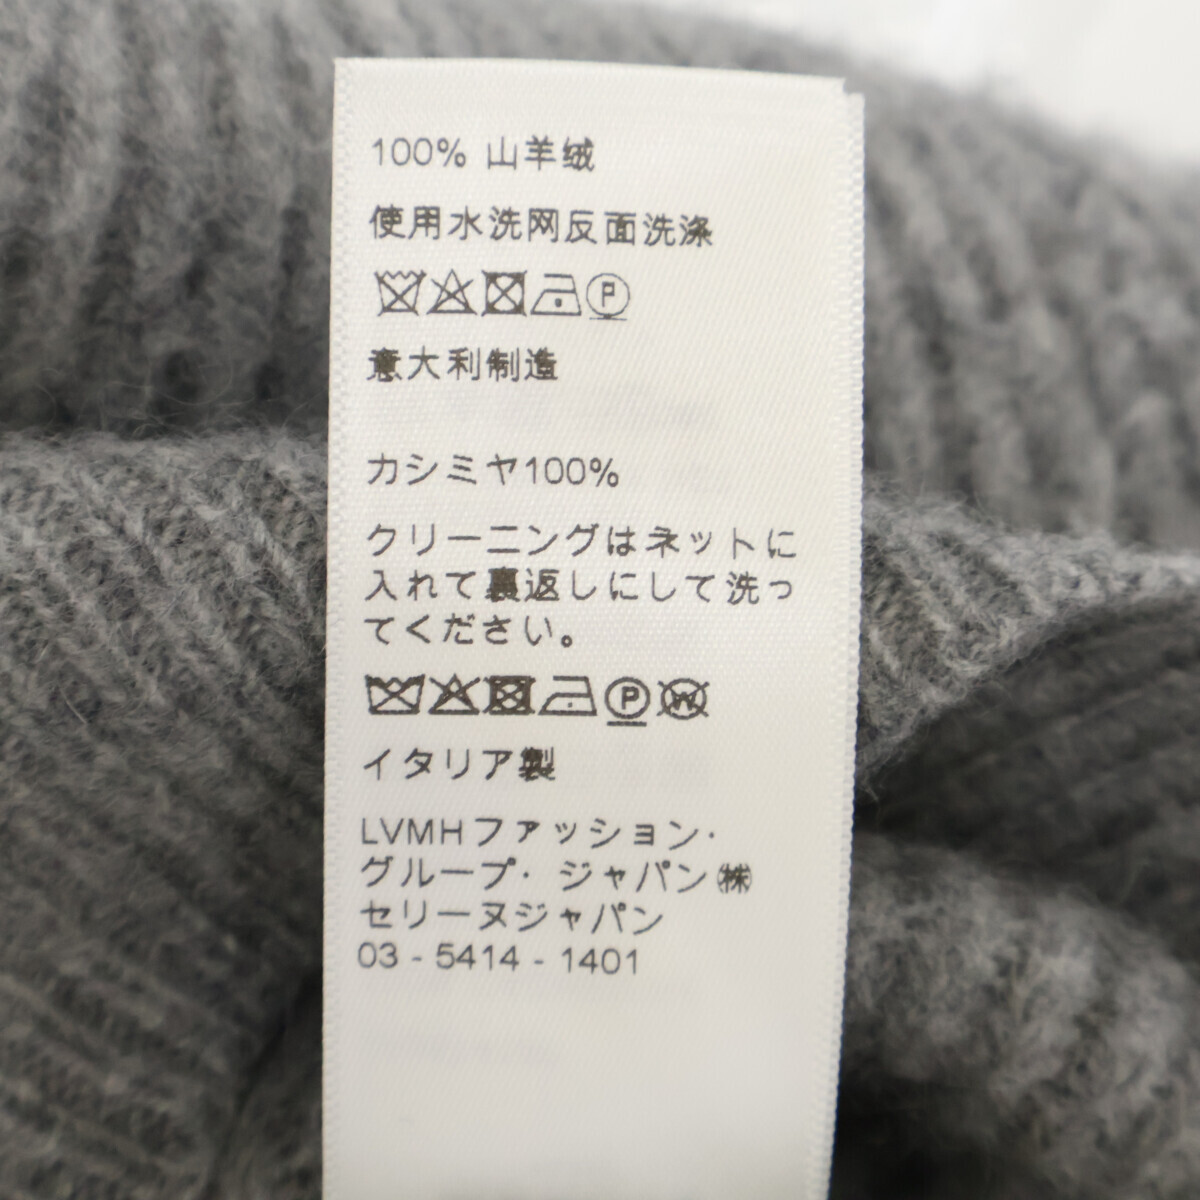 100% 山羊绒
使用水洗网反面洗涤
P
意大利制造
カシミヤ100%
クリーニングはネットに
入れて裏返しにして洗っ
てください。
P W
イタリア製
LVMHファッション・
グループ・ジャパン㈱
セリーヌジャパン
03 - 5414 - 1401